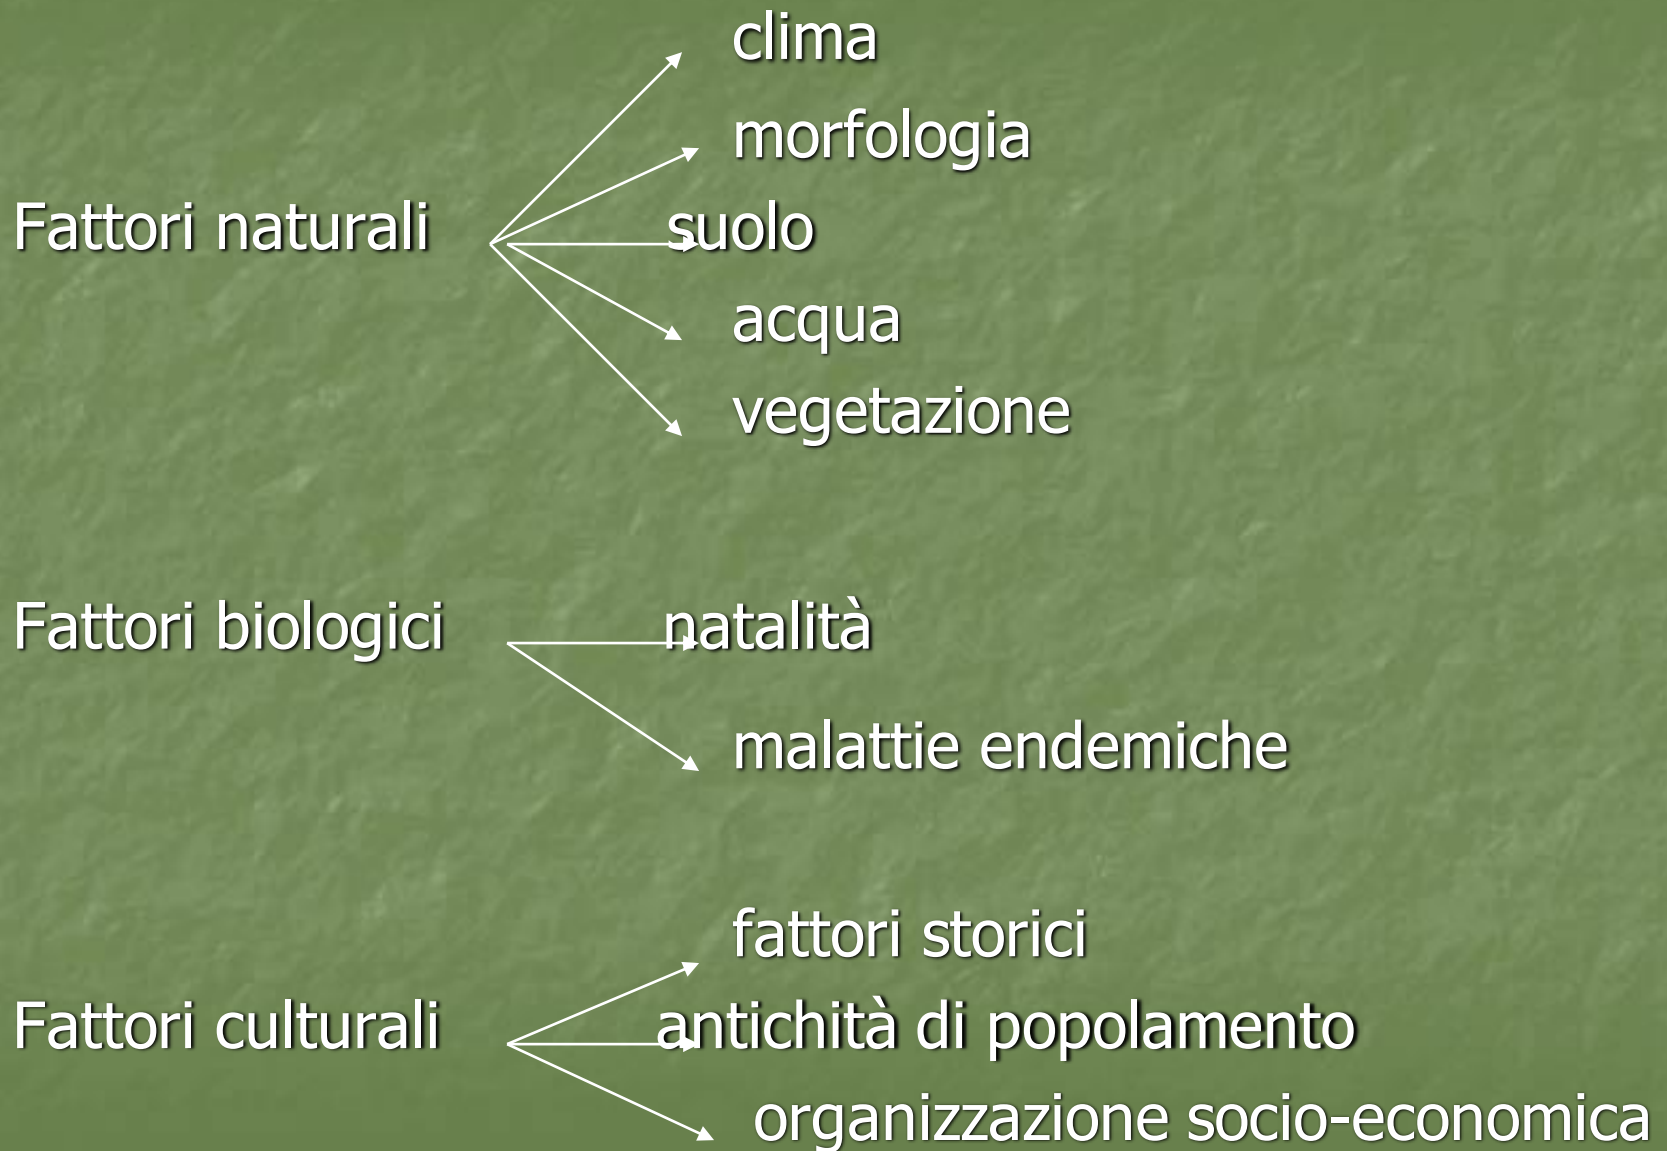 clima
morfologia
Fattori naturali suolo
acqua
vegetazione
Fattori biologici natalità
malattie endemiche
fattori storici
Fattori culturali antichità di popolamento
organizzazione socio-economica